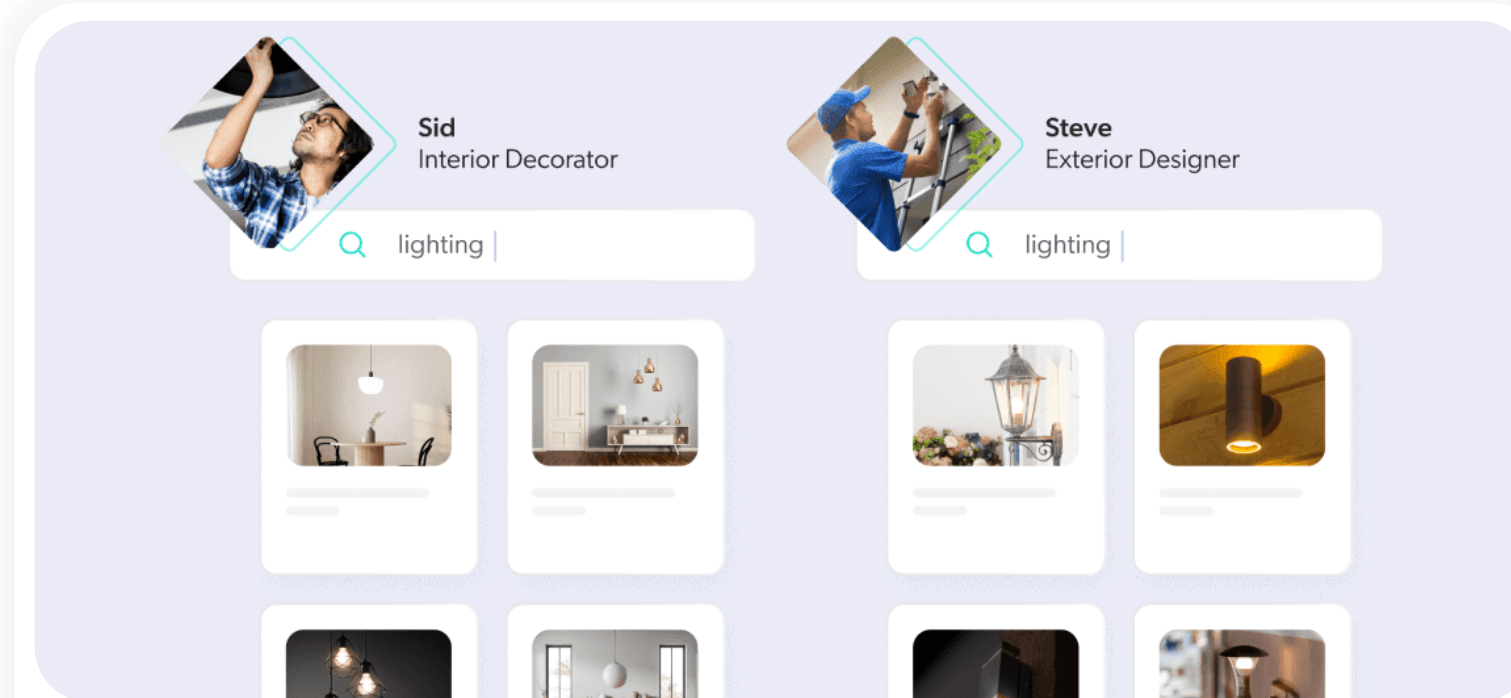 Sid
Interior Decorator
lighting
Steve
Exterior Designer
lighting